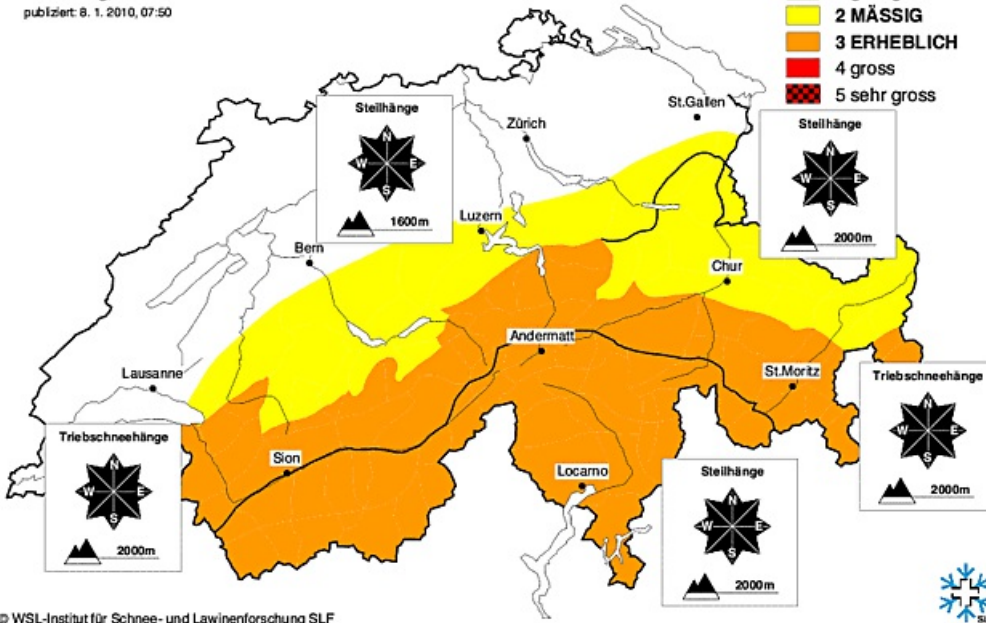 publiziert: 8. 1. 2010, 07:50
2 MÄSSIG
3 ERHEBLICH
4 gross
5 sehr gross
St.Gallen
Steilhänge
N
W E
S
1600m
Zürich
Steilhänge
N
W E
S
2000m
Luzern
Bern
Chur
Andermatt
Lausanne
St.Moritz
Triebschneehänge
N
W E
S
2000m
Triebschneehänge
N
W E
S
2000m
Sion
Locarno
Steilhänge
N
W E
S
2000m
© WSL-Institut für Schnee- und Lawinenforschung SLF